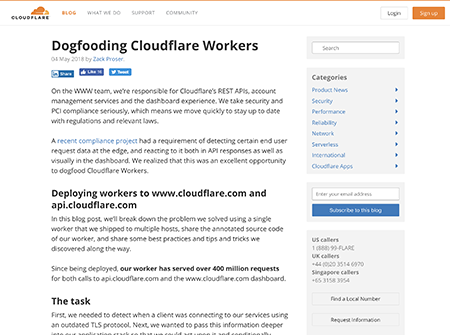 CLOUDFLARE
BLOG WHAT WE DO SUPPORT COMMUNITY
Login
Sign up
Dogfooding Cloudflare Workers
04 May 2018 by Zack Proser.
Share
Like 16
Tweet
On the WWW team, we're responsible for Cloudflare's REST APIs, account
management services and the dashboard experience. We take security and
PCI compliance seriously, which means we move quickly to stay up to date
with regulations and relevant laws.
A recent compliance project had a requirement of detecting certain end user
request data at the edge, and reacting to it both in API responses as well as
visually in the dashboard. We realized that this was an excellent opportunity
to dogfood Cloudflare Workers.
Deploying workers to www.cloudflare.com and
api.cloudflare.com
In this blog post, we'll break down the problem we solved using a single
worker that we shipped to multiple hosts, share the annotated source code
of our worker, and share some best practices and tips and tricks we
discovered along the way.
Since being deployed, our worker has served over 400 million requests
for both calls to api.cloudflare.com and the www.cloudflare.com dashboard.
The task
First, we needed to detect when a client was connecting to our services using
an outdated TLS protocol. Next, we wanted to pass this information deeper
into our application stack so that we could act upon it and conditionally
Search
Categories
Product News
Security
Performance
Reliability
Network
Serverless
International
Cloudflare Apps
Enter your email address
Subscribe to this blog
US callers
1 (888) 99-FLARE
UK callers
+44 (0)20 3514 6970
Singapore callers
+65 3158 3954
Find a Local Number
Request Information